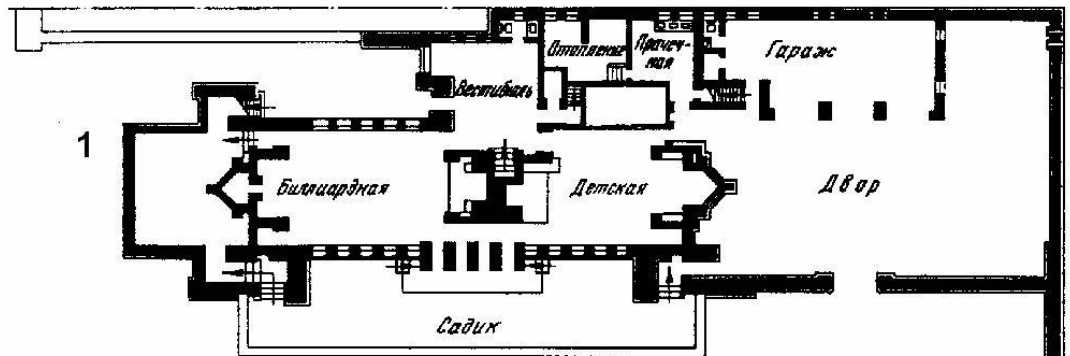 Отопление
Прачеч-
ная
Гараж
Вестибюль
1
Биллиардная
Детская
Двор
Садик